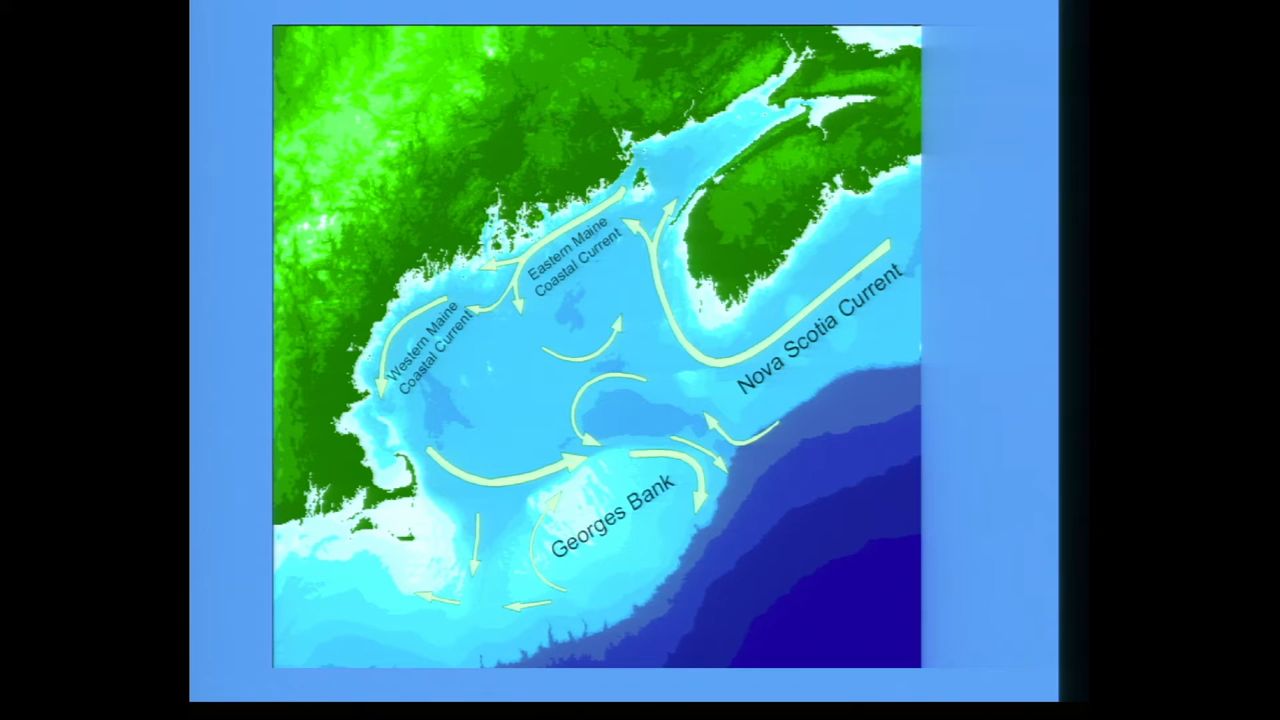 Eastern Maine
Coastal Current
Western Maine
Coastal Current
Nova Scotia Current
Georges Bank